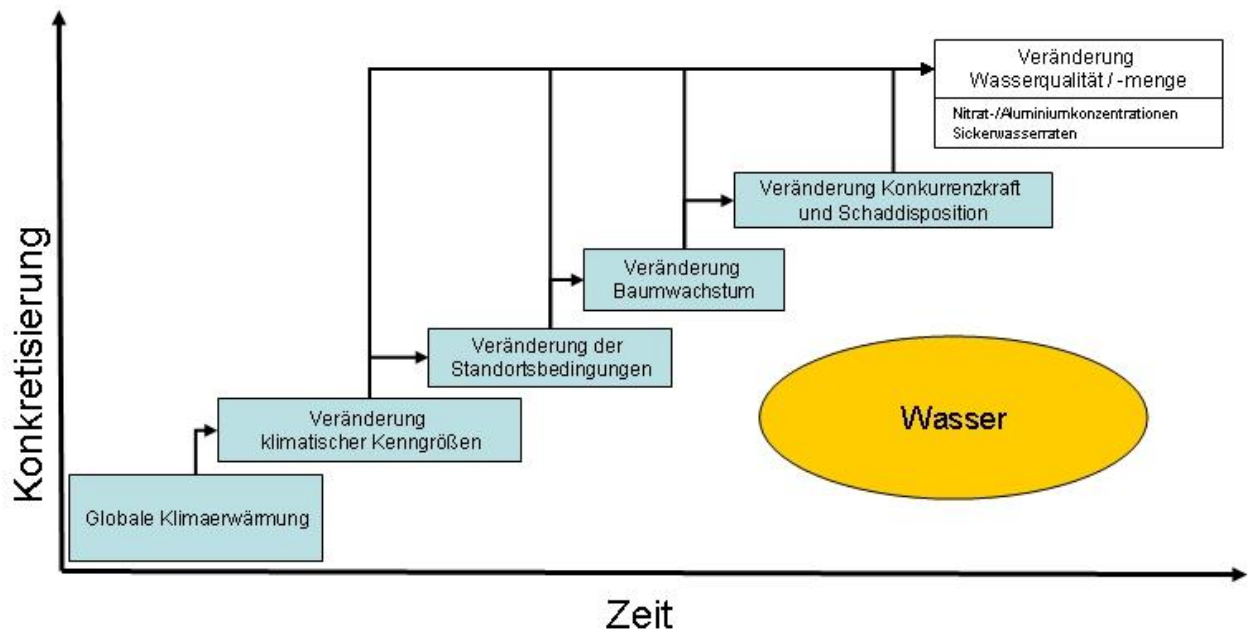 Konkretisierung
Veränderung
Wasserqualität / -menge
Nitrat-/Aluminiumkonzentrationen
Sickerwasserraten
Veränderung Konkurrenzkraft
und Schaddisposition
Veränderung
Baumwachstum
Veränderung der
Standortsbedingungen
Veränderung
klimatischer Kenngrößen
Globale Klimaerwärmung
Wasser
Zeit